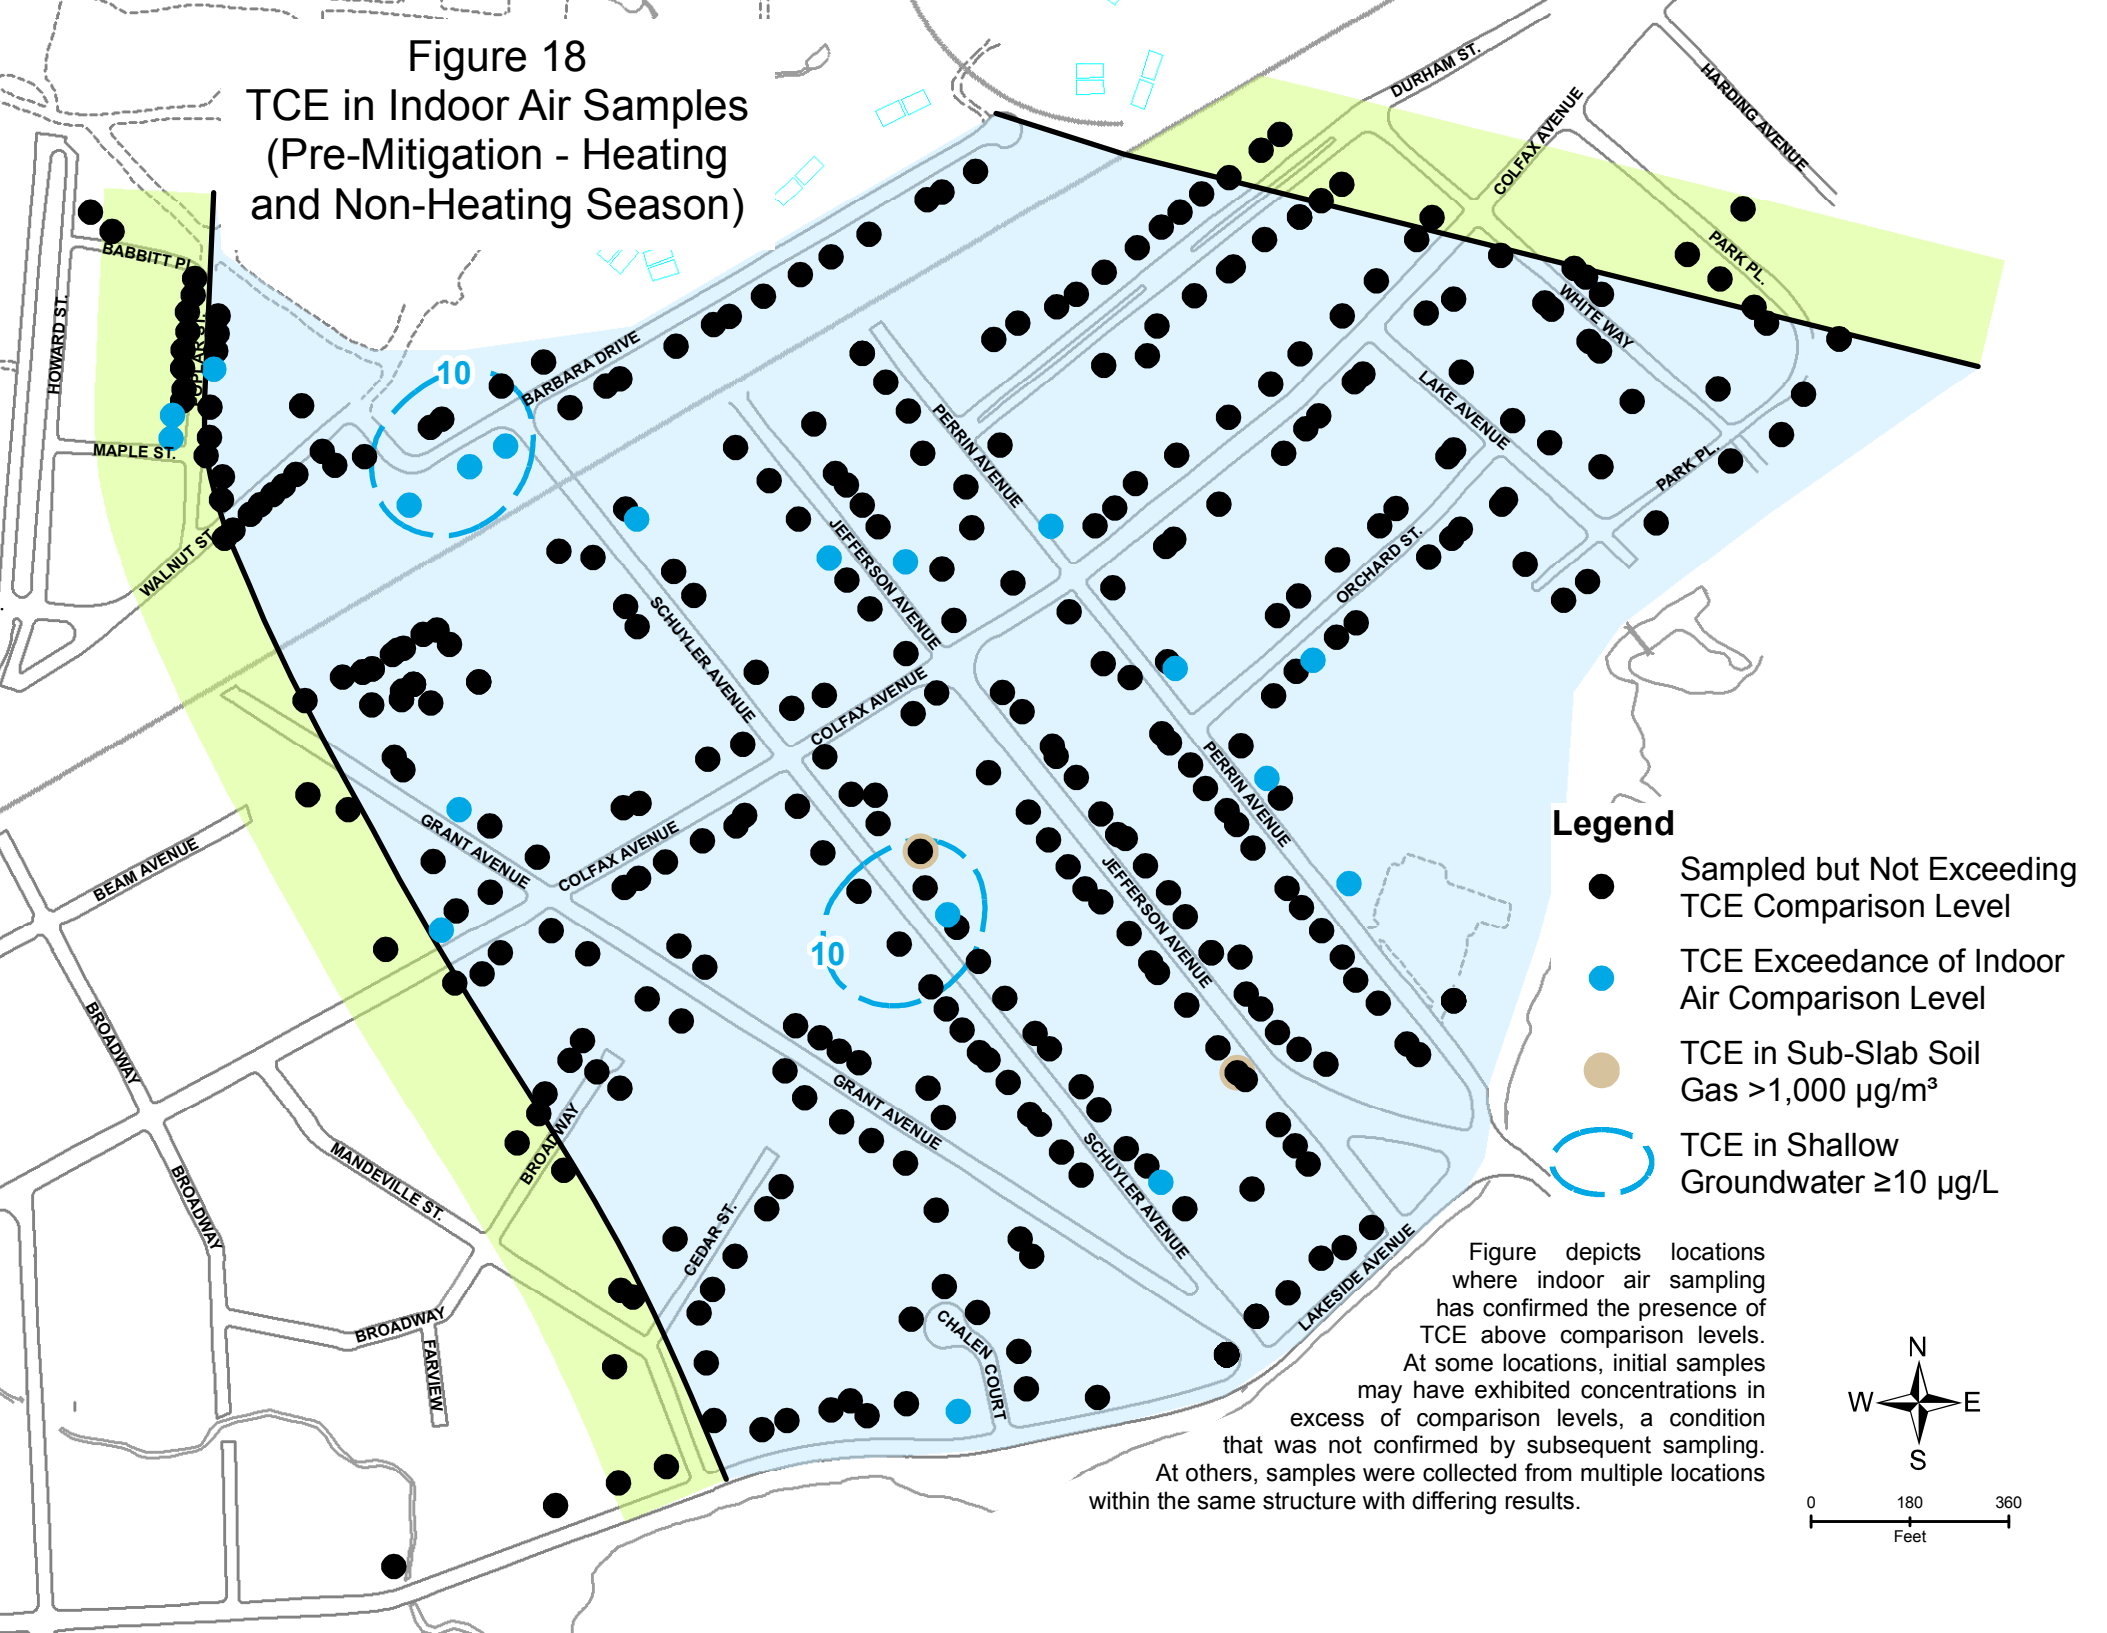 Figure 18
TCE in Indoor Air Samples
(Pre-Mitigation - Heating
and Non-Heating Season)
DURHAM ST.
COLFAX AVENUE
HARDING AVENUE
PARK PL.
WHITE WAY
LAKE AVENUE
PARK PL.
ORCHARD ST.
BABBITT PL.
HOWARD ST.
MAPLE ST.
WALNUT ST.
10
BARBARA DRIVE
PERRIN AVENUE
JEFFERSON AVENUE
SCHUYLER AVENUE
COLFAX AVENUE
PERRIN AVENUE
GRANT AVENUE
COLFAX AVENUE
BEAM AVENUE
JEFFERSON AVENUE
10
BROADWAY
BROADWAY
MANDEVILLE ST.
BROADWAY
GRANT AVENUE
SCHUYLER AVENUE
CEDAR ST.
BROADWAY
FARVIEW
CHALEN COURT
LAKESIDE AVENUE
Legend
Sampled but Not Exceeding
TCE Comparison Level
TCE Exceedance of Indoor
Air Comparison Level
TCE in Sub-Slab Soil
Gas >1,000 µg/m³
TCE in Shallow
Groundwater ≥10 µg/L
Figure depicts locations
where indoor air sampling
has confirmed the presence of
TCE above comparison levels.
At some locations, initial samples
may have exhibited concentrations in
excess of comparison levels, a condition
that was not confirmed by subsequent sampling.
At others, samples were collected from multiple locations
within the same structure with differing results.
N
W E
S
0 180 360
Feet